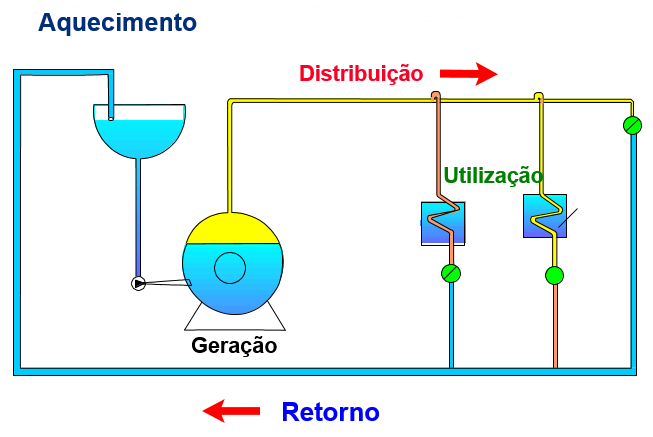 Aquecimento
Distribuição
Utilização
Geração
Retorno